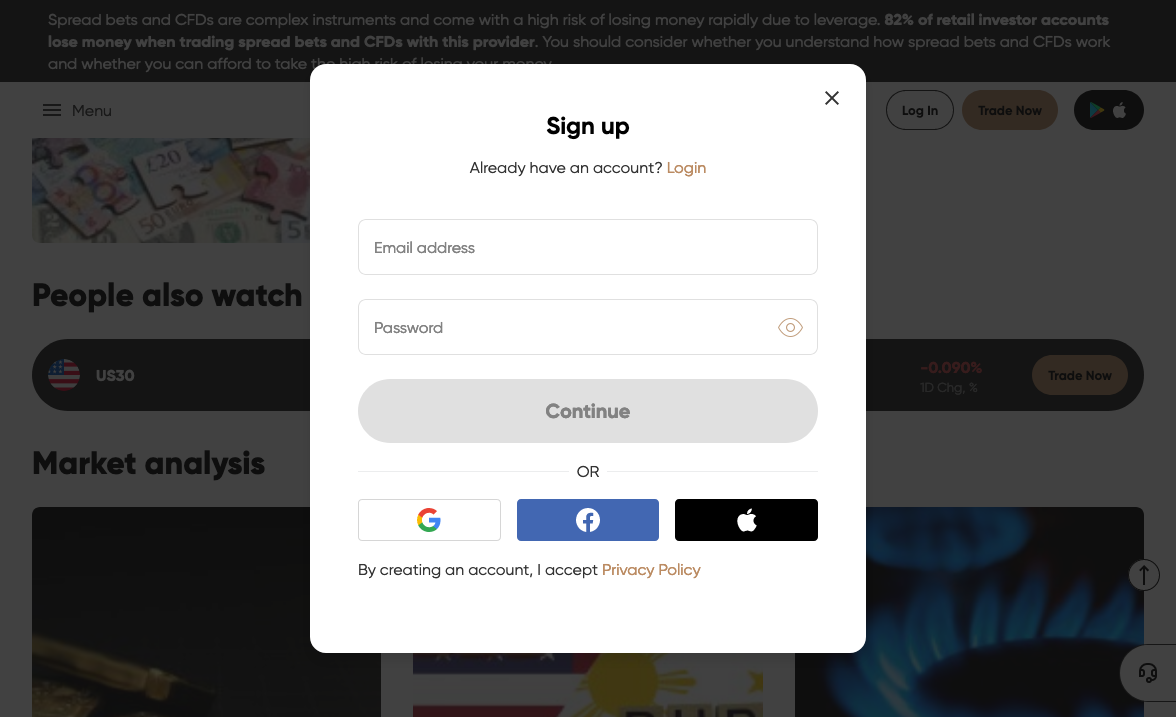 Spread bets and CFDs are complex instruments and come with a high risk of losing money rapidly due to leverage. 82% of retail investor accounts
lose money when trading spread bets and CFDs with this provider. You should consider whether you understand how spread bets and CFDs work
and whether you can afford to take the high risk of losing your money.
Menu
Log In
Trade Now
Sign up
Already have an account? Login
£20
50
5
Email address
People also watch
Password
US30
-0.090%
1D Chg, %
Trade Now
Continue
Market analysis
OR
By creating an account, I accept Privacy Policy